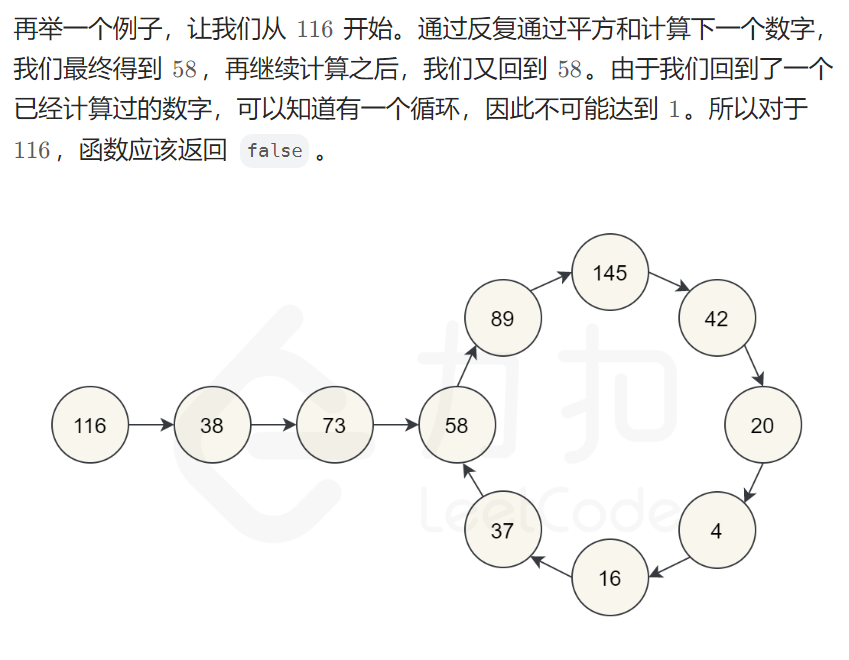 再举一个例子，让我们从 116 开始。通过反复通过平方和计算下一个数字，
我们最终得到 58，再继续计算之后，我们又回到 58。由于我们回到了一个
已经计算过的数字，可以知道有一个循环，因此不可能达到 1。所以对于
116，函数应该返回 false 。
145
89
42
力扣
116
38
73
58
20
LeetCode
37
4
16